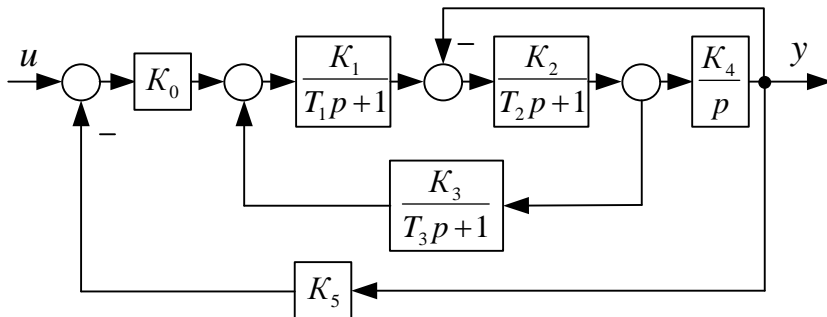 u
K₀
K₁
T₁p+1
−
K₂
T₂p+1
K₄
p
y
−
K₃
T₃p+1
K₅